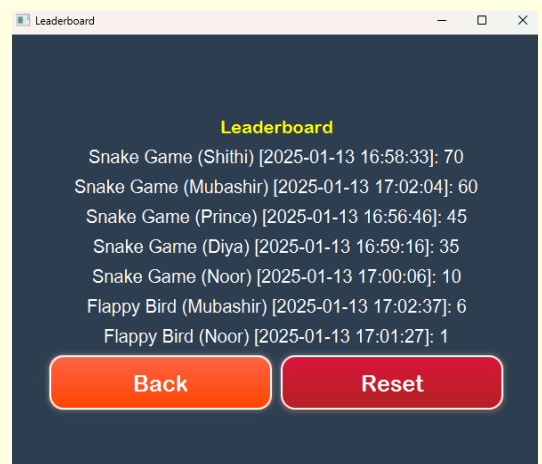 Leaderboard
Leaderboard
Snake Game (Shithi) [2025-01-13 16:58:33]: 70
Snake Game (Mubashir) [2025-01-13 17:02:04]: 60
Snake Game (Prince) [2025-01-13 16:56:46]: 45
Snake Game (Diya) [2025-01-13 16:59:16]: 35
Snake Game (Noor) [2025-01-13 17:00:06]: 10
Flappy Bird (Mubashir) [2025-01-13 17:02:37]: 6
Flappy Bird (Noor) [2025-01-13 17:01:27]: 1
Back Reset